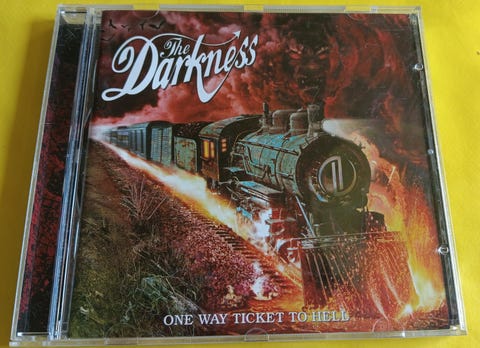 The
Darkness
ONE WAY TICKET TO HELL